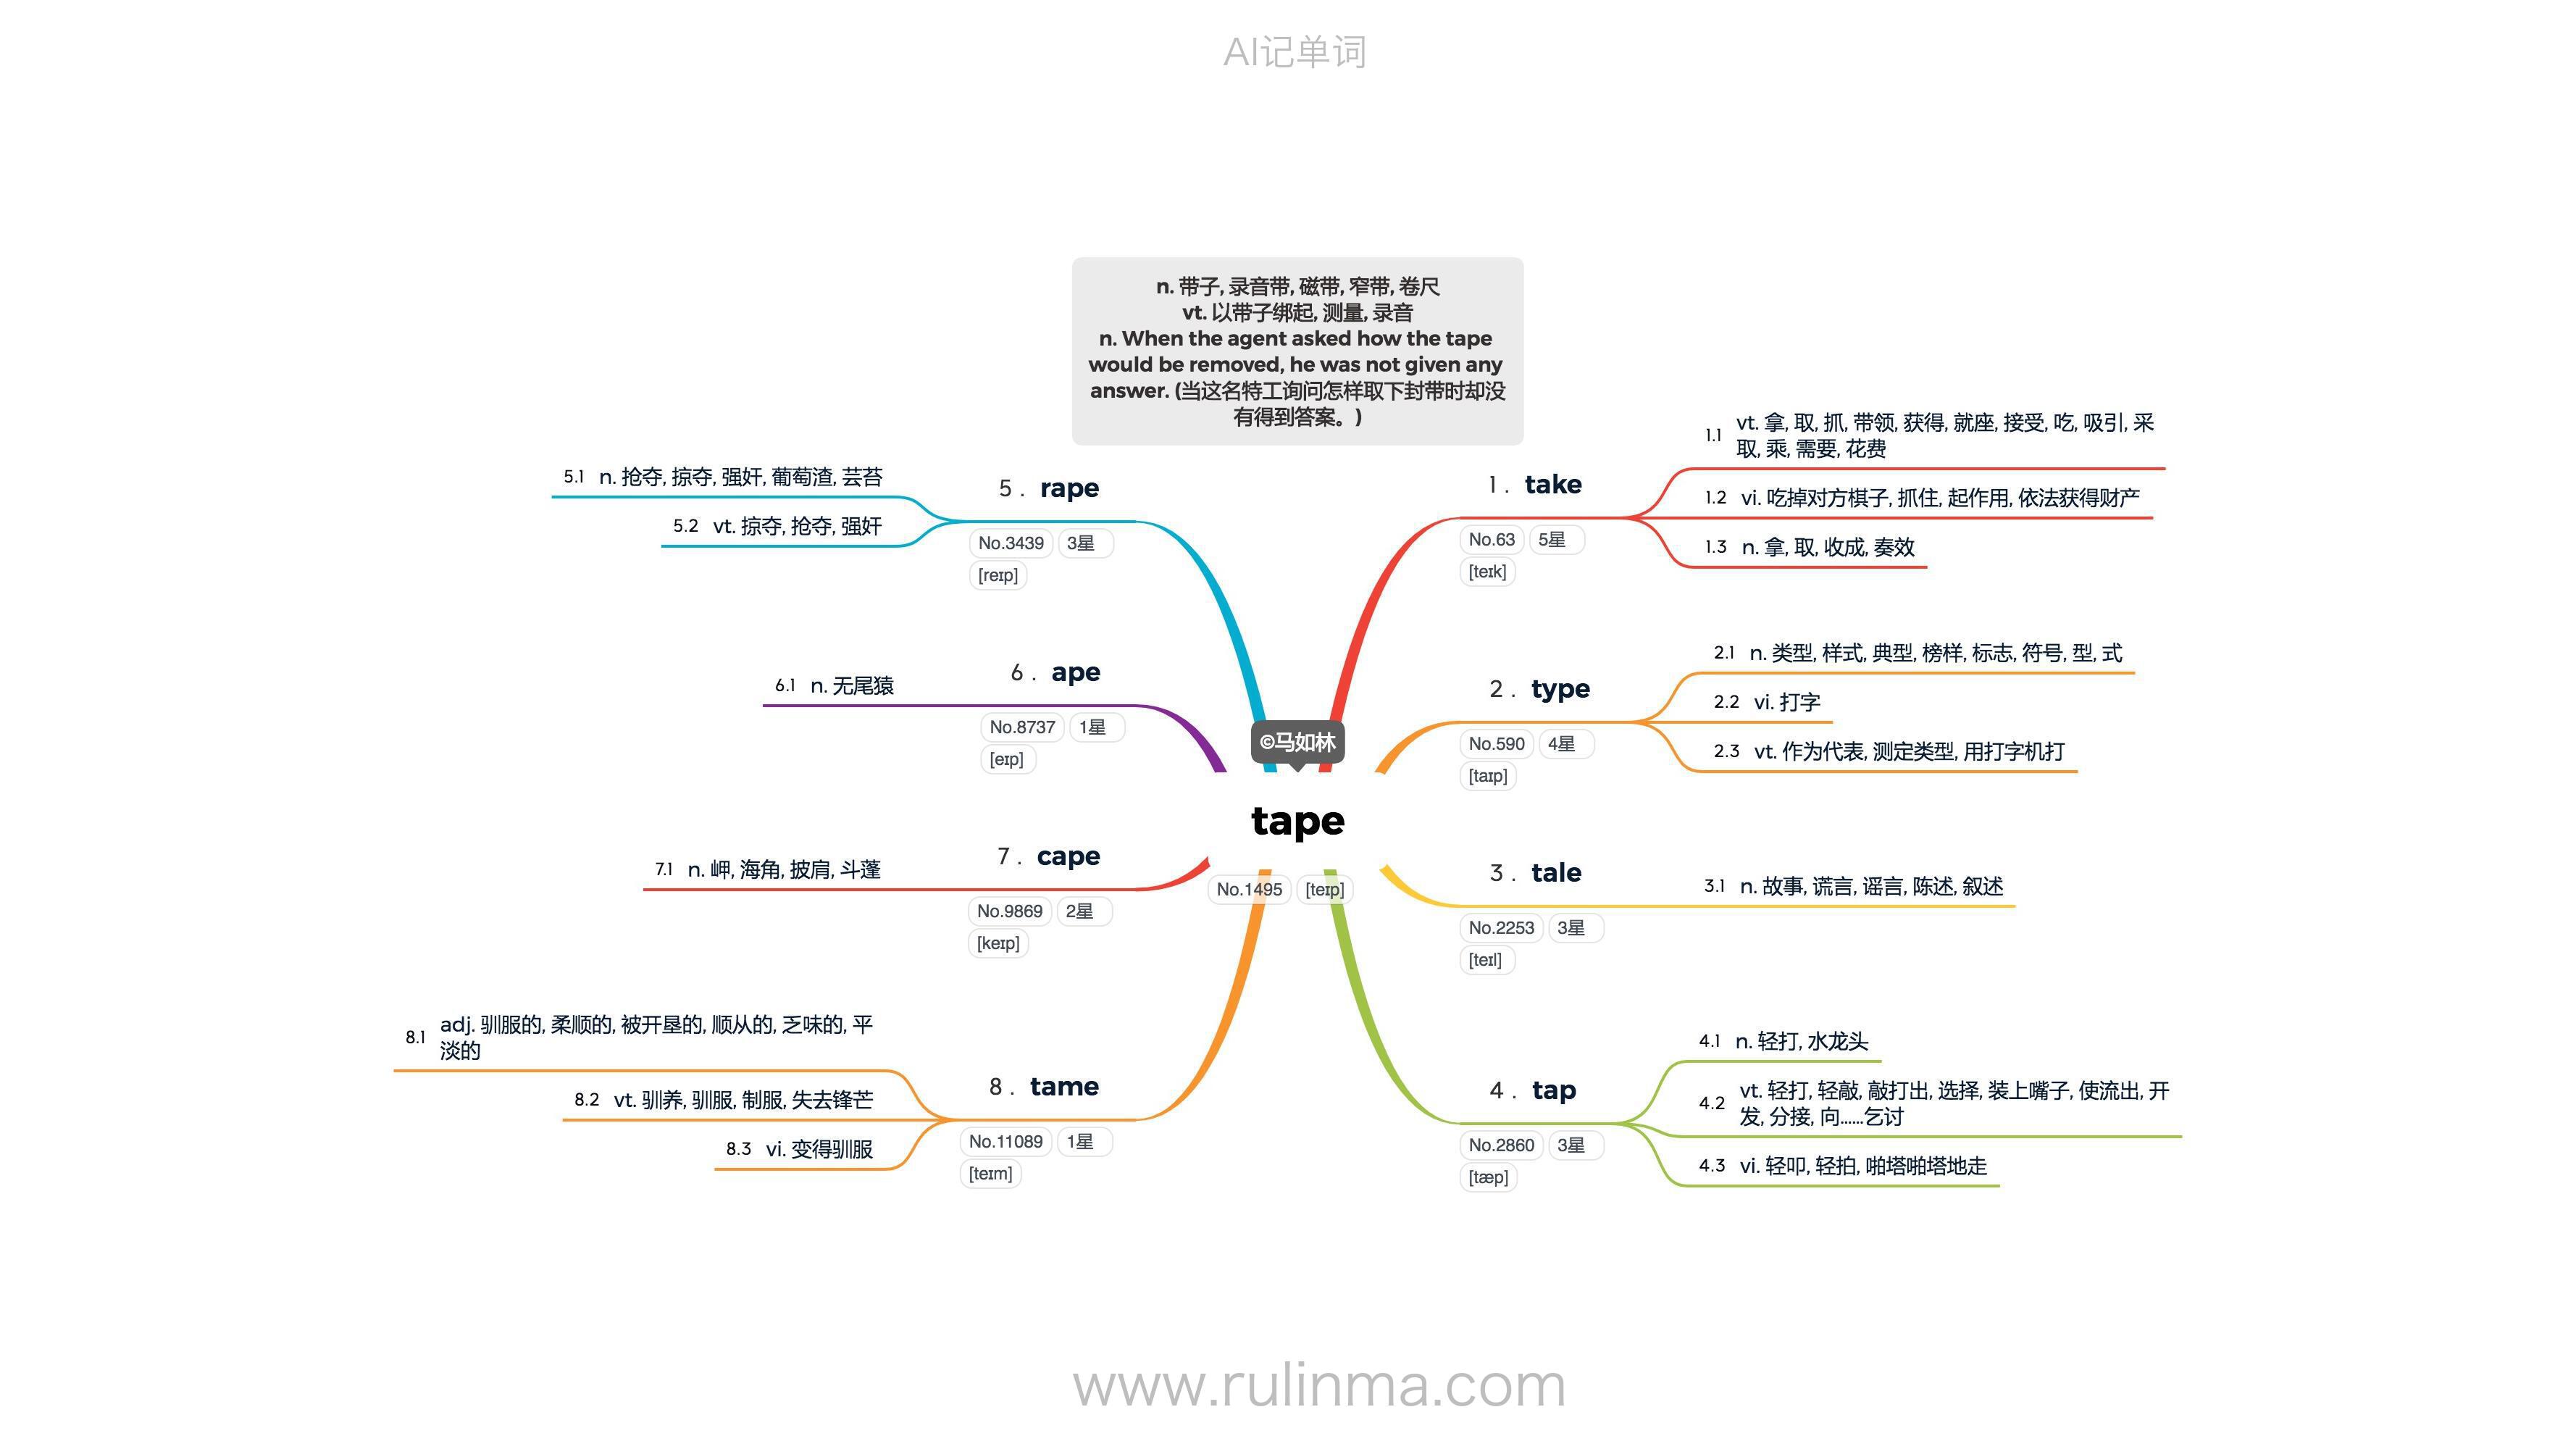 AI记单词
n. 带子, 录音带, 磁带, 窄带, 卷尺
vt. 以带子绑起, 测量, 录音
n. When the agent asked how the tape
would be removed, he was not given any
answer. (当这名特工询问怎样取下封带时却没
有得到答案。)
©马如林
tape
No.1495 [teɪp]
1 . take
No.63 5星
[teɪk]
1.1 vt. 拿, 取, 抓, 带领, 获得, 就座, 接受, 吃, 吸引, 采
取, 乘, 需要, 花费
1.2 vi. 吃掉对方棋子, 抓住, 起作用, 依法获得财产
1.3 n. 拿, 取, 收成, 奏效
2 . type
No.590 4星
[taɪp]
2.1 n. 类型, 样式, 典型, 榜样, 标志, 符号, 型, 式
2.2 vi. 打字
2.3 vt. 作为代表, 测定类型, 用打字机打
3 . tale
No.2253 3星
[teɪl]
3.1 n. 故事, 谎言, 谣言, 陈述, 叙述
4 . tap
No.2860 3星
[tæp]
4.1 n. 轻打, 水龙头
4.2 vt. 轻打, 轻敲, 敲打出, 选择, 装上嘴子, 使流出, 开
发, 分接, 向……乞讨
4.3 vi. 轻叩, 轻拍, 啪塔啪塔地走
5 . rape
No.3439 3星
[reɪp]
5.1 n. 抢夺, 掠夺, 强奸, 葡萄渣, 芸苔
5.2 vt. 掠夺, 抢夺, 强奸
6 . ape
No.8737 1星
[eɪp]
6.1 n. 无尾猿
7 . cape
No.9869 2星
[keɪp]
7.1 n. 岬, 海角, 披肩, 斗蓬
8 . tame
No.11089 1星
[teɪm]
8.1 adj. 驯服的, 柔顺的, 被开垦的, 顺从的, 乏味的, 平
淡的
8.2 vt. 驯养, 驯服, 制服, 失去锋芒
8.3 vi. 变得驯服
www.rulinma.com